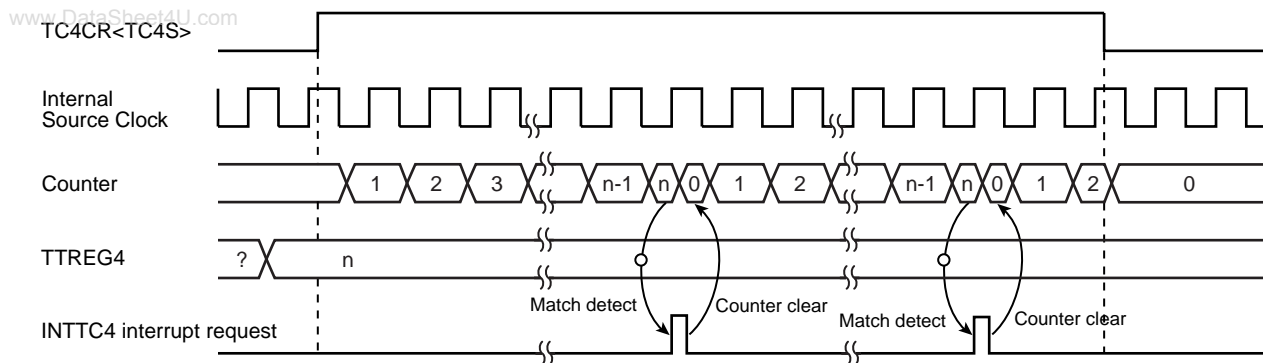 www.DataSheet4U.com
TC4CR<TC4S>
Internal
Source Clock
Counter
1 2 3 n-1 n 0 1 2 n-1 n 0 1 2 0
TTREG4
? n
Match detect Counter clear Match detect Counter clear
INTTC4 interrupt request